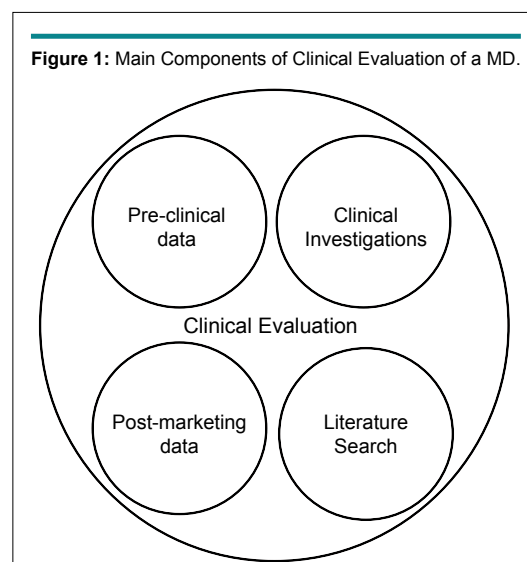 Figure 1: Main Components of Clinical Evaluation of a MD.
Pre-clinical
data
Clinical
Investigations
Clinical Evaluation
Post-marketing
data
Literature
Search